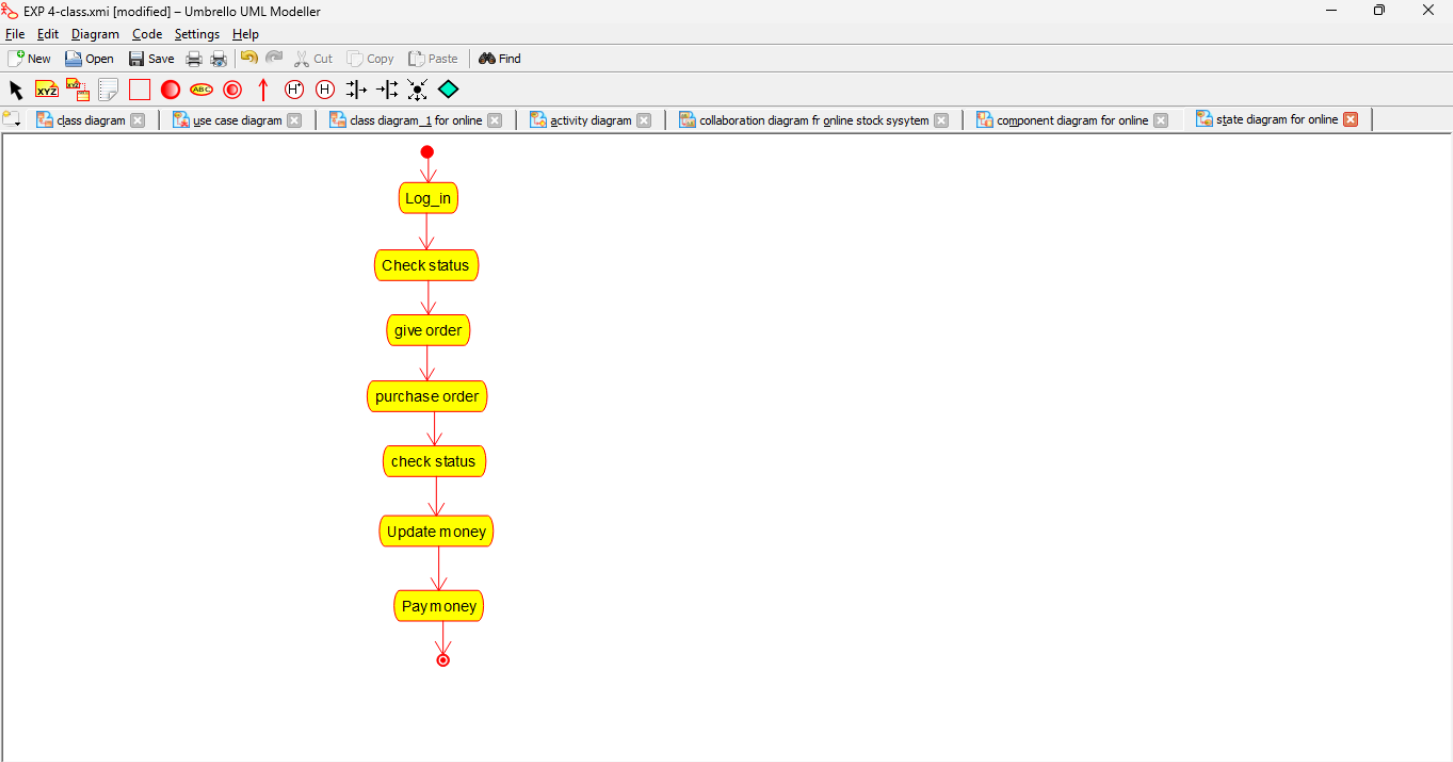 EXP 4-class.xmi [modified] – Umbrello UML Modeller
File Edit Diagram Code Settings Help
New Open Save Cut Copy Paste Find
XYZ XYZ ABC H* H
class diagram use case diagram class diagram_1 for online activity diagram collaboration diagram fr online stock sysytem component diagram for online state diagram for online
Log_in
Check status
give order
purchase order
check status
Update money
Pay money